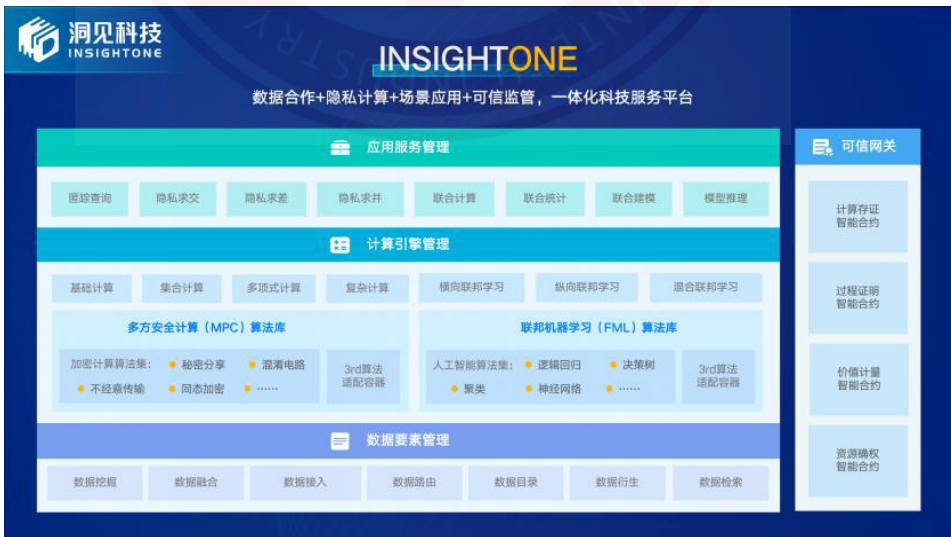 洞见科技
INSIGHTONE
INSIGHTONE
数据合作+隐私计算+场景应用+可信监管，一体化科技服务平台
应用服务管理
匿踪查询 隐私求交 隐私求差 隐私求并 联合计算 联合统计 联合建模 模型推理
计算引擎管理
基础计算 集合计算 多项式计算 复杂计算 横向联邦学习 纵向联邦学习 混合联邦学习
多方安全计算（MPC）算法库
加密计算算法集： 秘密分享 混淆电路
不经意传输 同态加密 ……
3rd算法
适配容器
联邦机器学习（FML）算法库
人工智能算法集： 逻辑回归 决策树
聚类 神经网络 ……
3rd算法
适配容器
数据要素管理
数据挖掘 数据融合 数据接入 数据路由 数据目录 数据衍生 数据检索
可信网关
计算存证
智能合约
过程证明
智能合约
价值计量
智能合约
资源确权
智能合约